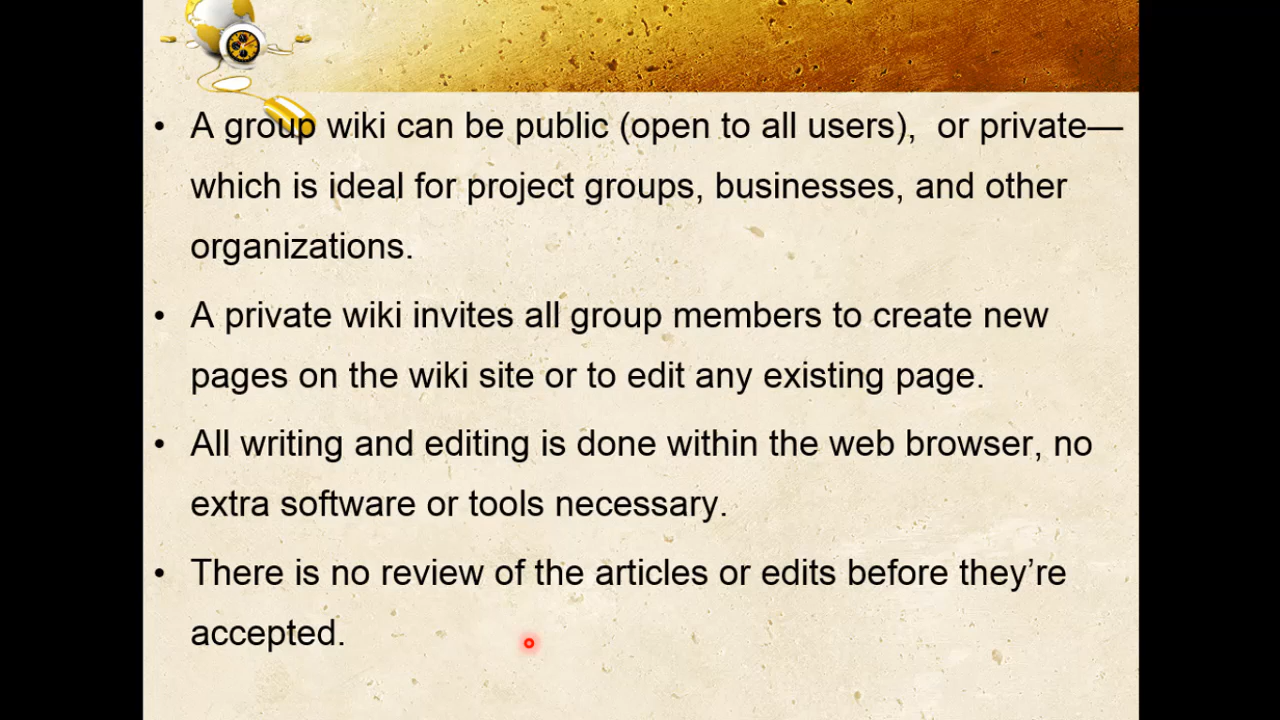 • A group wiki can be public (open to all users),  or private—
which is ideal for project groups, businesses, and other
organizations.
• A private wiki invites all group members to create new
pages on the wiki site or to edit any existing page.
• All writing and editing is done within the web browser, no
extra software or tools necessary.
• There is no review of the articles or edits before they’re
accepted.